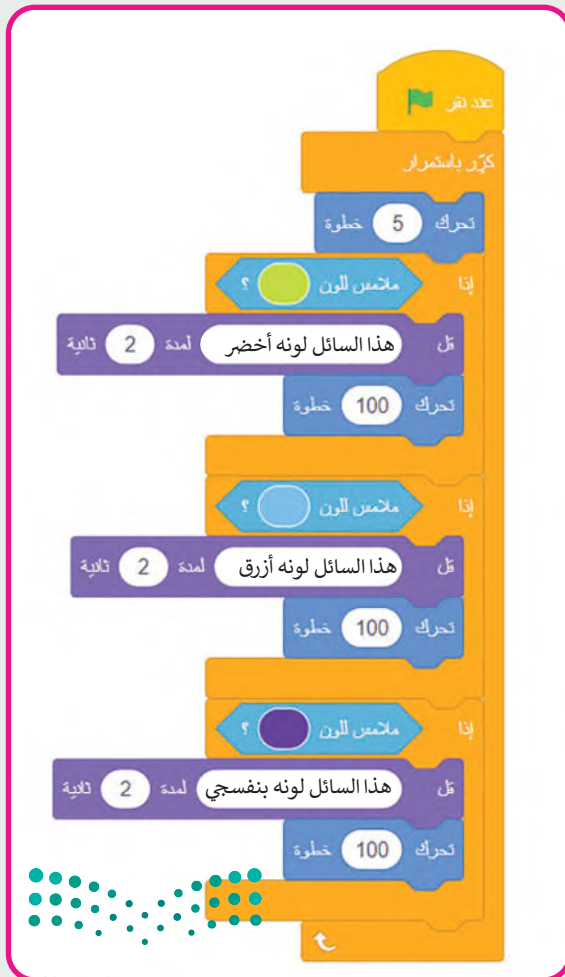 عند نقر
كرّر باستمرار
تحرك 5 خطوة
إذا ملامس للون ؟
قل هذا السائل لونه أخضر لمدة 2 ثانية
تحرك 100 خطوة
إذا ملامس للون ؟
قل هذا السائل لونه أزرق لمدة 2 ثانية
تحرك 100 خطوة
إذا ملامس للون ؟
قل هذا السائل لونه بنفسجي لمدة 2 ثانية
تحرك 100 خطوة